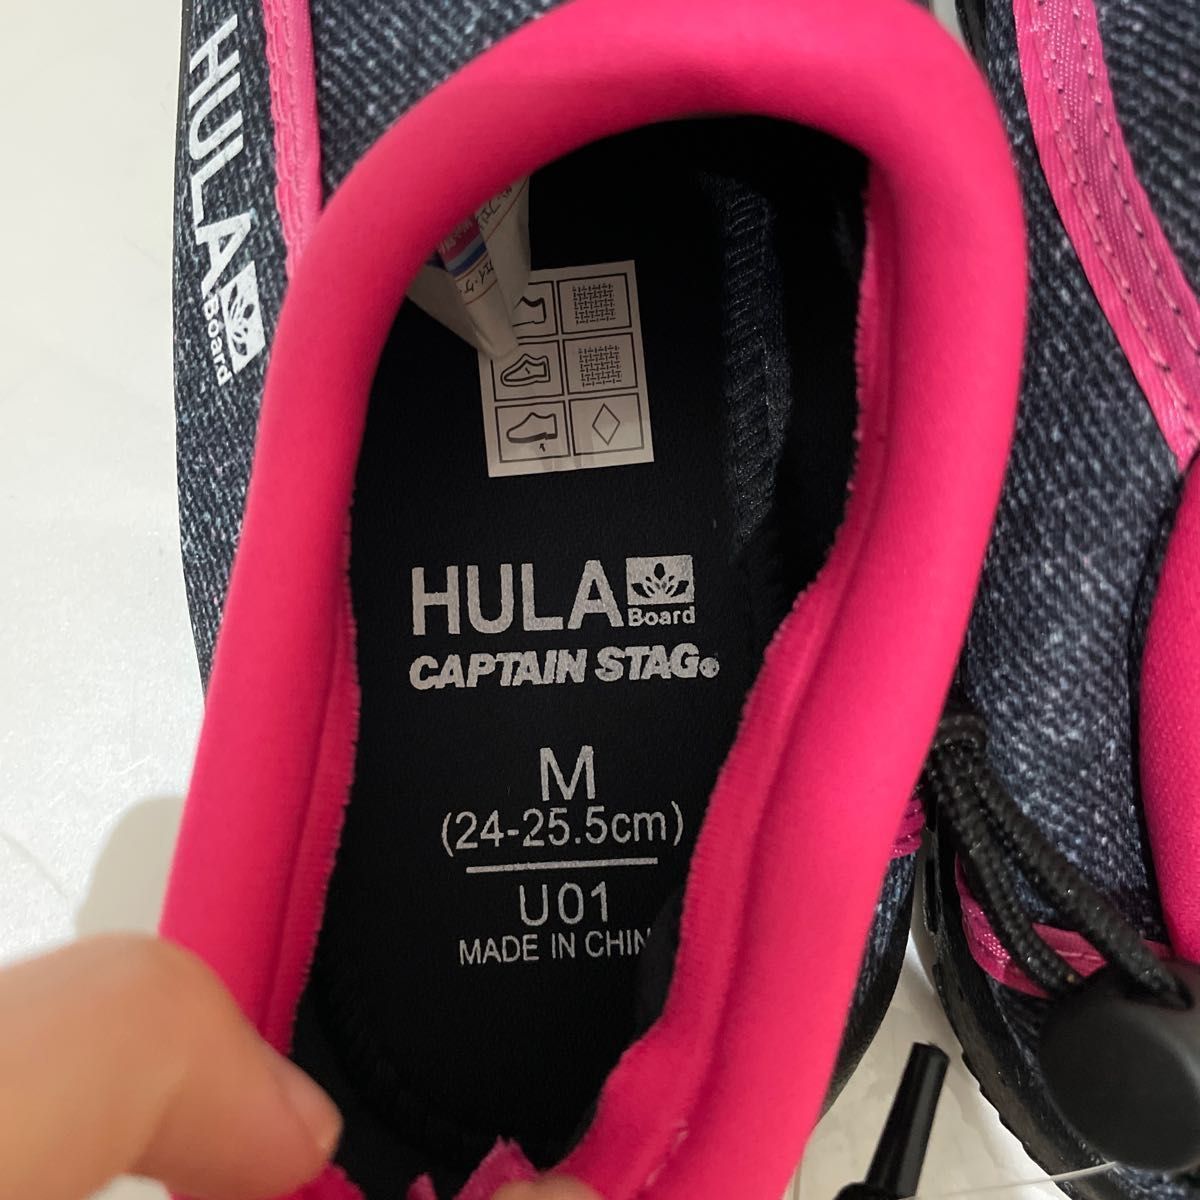 HULA
Board
HULA
Board
CAPTAIN STAG®
M
(24-25.5cm)
U01
MADE IN CHIN